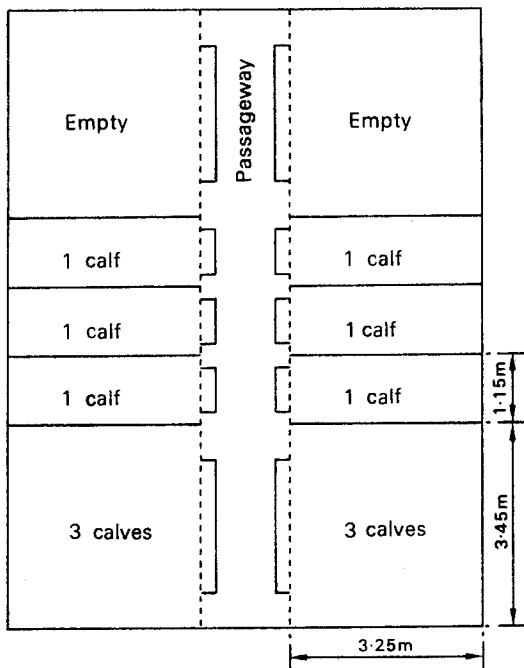 Empty
Passageway
Empty
1 calf
1 calf
1 calf
1 calf
1 calf
1 calf
1·15m
3 calves
3 calves
3·45m
3·25m